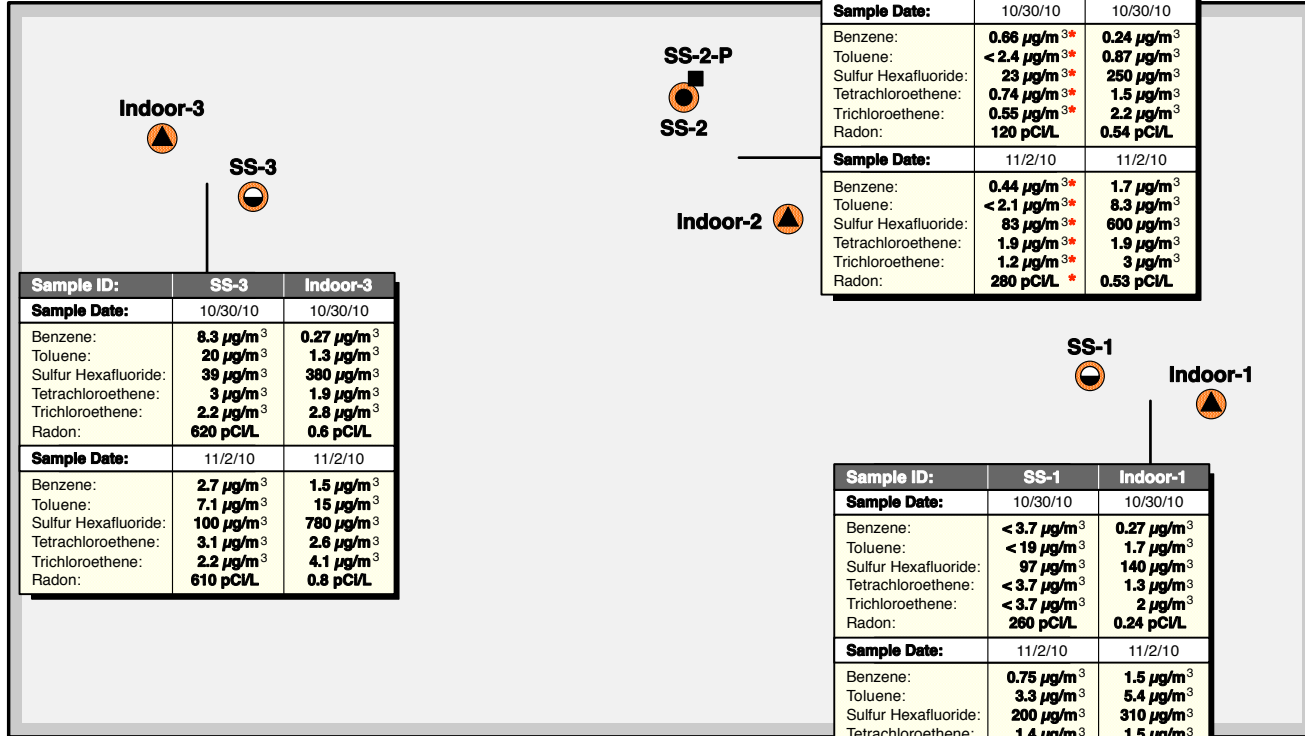 Sample Date: 10/30/10 10/30/10
Benzene: 0.66 µg/m³* 0.24 µg/m³
Toluene: < 2.4 µg/m³* 0.87 µg/m³
Sulfur Hexafluoride: 23 µg/m³* 250 µg/m³
Tetrachloroethene: 0.74 µg/m³* 1.5 µg/m³
Trichloroethene: 0.55 µg/m³* 2.2 µg/m³
Radon: 120 pCi/L 0.54 pCi/L
Sample Date: 11/2/10 11/2/10
Benzene: 0.44 µg/m³* 1.7 µg/m³
Toluene: < 2.1 µg/m³* 8.3 µg/m³
Sulfur Hexafluoride: 83 µg/m³* 600 µg/m³
Tetrachloroethene: 1.9 µg/m³* 1.9 µg/m³
Trichloroethene: 1.2 µg/m³* 3 µg/m³
Radon: 280 pCi/L * 0.53 pCi/L
SS-2-P
SS-2
Indoor-2
Indoor-3
SS-3
Sample ID: SS-3 Indoor-3
Sample Date: 10/30/10 10/30/10
Benzene: 8.3 µg/m³ 0.27 µg/m³
Toluene: 20 µg/m³ 1.3 µg/m³
Sulfur Hexafluoride: 39 µg/m³ 380 µg/m³
Tetrachloroethene: 3 µg/m³ 1.9 µg/m³
Trichloroethene: 2.2 µg/m³ 2.8 µg/m³
Radon: 620 pCi/L 0.6 pCi/L
Sample Date: 11/2/10 11/2/10
Benzene: 2.7 µg/m³ 1.5 µg/m³
Toluene: 7.1 µg/m³ 15 µg/m³
Sulfur Hexafluoride: 100 µg/m³ 780 µg/m³
Tetrachloroethene: 3.1 µg/m³ 2.6 µg/m³
Trichloroethene: 2.2 µg/m³ 4.1 µg/m³
Radon: 610 pCi/L 0.8 pCi/L
SS-1
Indoor-1
Sample ID: SS-1 Indoor-1
Sample Date: 10/30/10 10/30/10
Benzene: < 3.7 µg/m³ 0.27 µg/m³
Toluene: < 19 µg/m³ 1.7 µg/m³
Sulfur Hexafluoride: 97 µg/m³ 140 µg/m³
Tetrachloroethene: < 3.7 µg/m³ 1.3 µg/m³
Trichloroethene: < 3.7 µg/m³ 2 µg/m³
Radon: 260 pCi/L 0.24 pCi/L
Sample Date: 11/2/10 11/2/10
Benzene: 0.75 µg/m³ 1.5 µg/m³
Toluene: 3.3 µg/m³ 5.4 µg/m³
Sulfur Hexafluoride: 200 µg/m³ 310 µg/m³
Tetrachloroethene: 1.4 µg/m³ 1.5 µg/m³